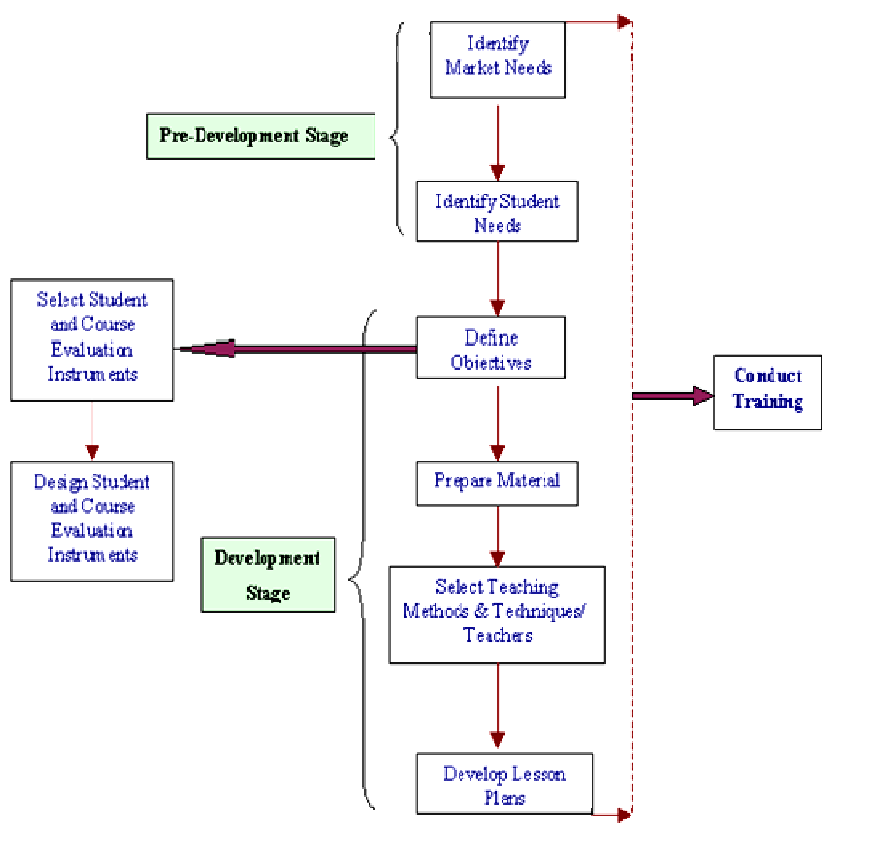 Identify
Market Needs
Pre-Development Stage
Identify Student
Needs
Select Student
and Course
Evaluation
Instruments
Define
Objectives
Conduct
Training
Prepare Material
Design Student
and Course
Evaluation
Instruments
Development
Stage
Select Teaching
Methods & Techniques/
Teachers
Develop Lesson
Plans